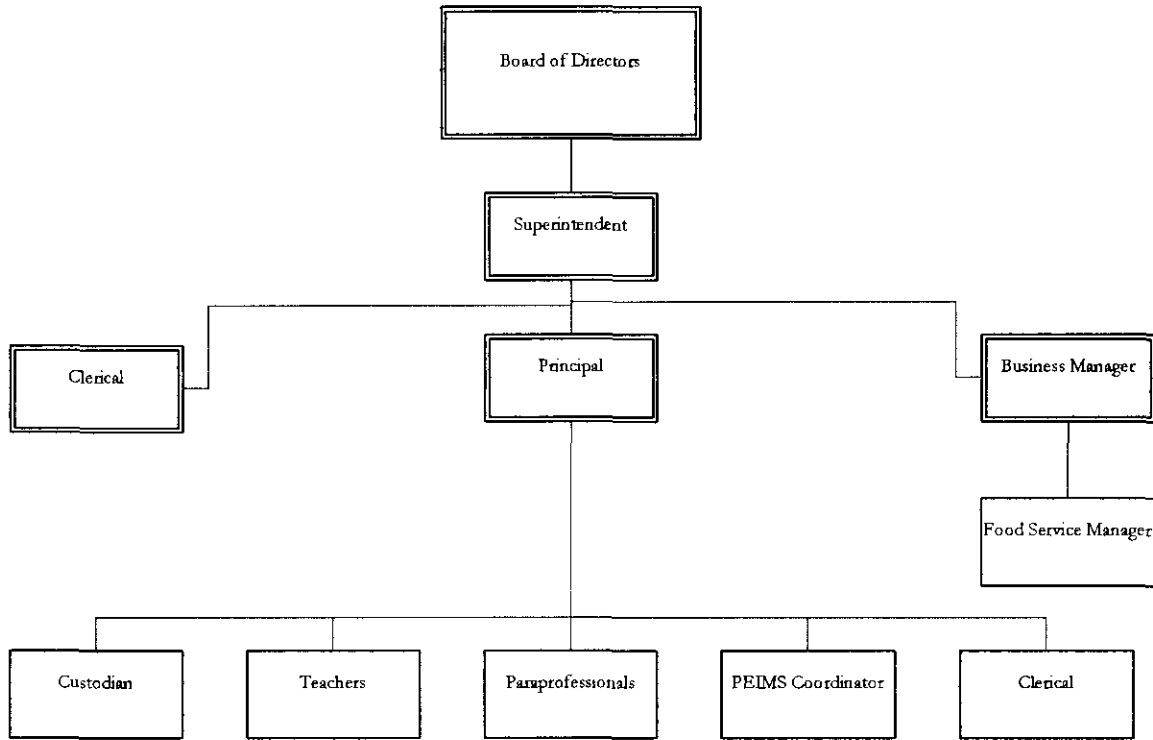 Board of Directors
Superintendent
Clerical
Principal
Business Manager
Food Service Manager
Custodian
Teachers
Paraprofessionals
PEIMS Coordinator
Clerical